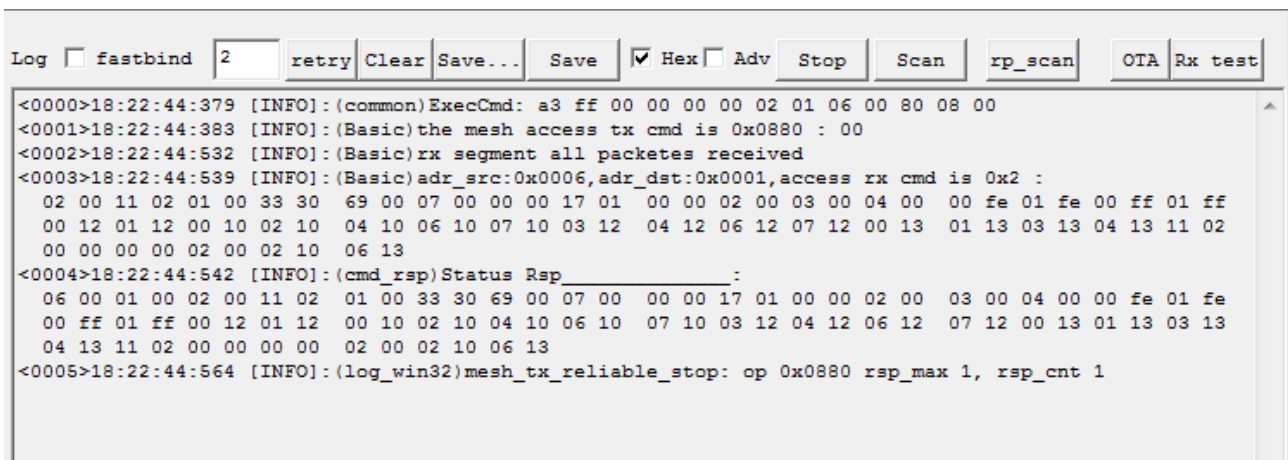 Log fastbind 2 retry Clear Save... Save Hex Adv Stop Scan rp_scan OTA Rx test
<0000>18:22:44:379 [INFO]:(common)ExecCmd: a3 ff 00 00 00 00 02 01 06 00 80 08 00
<0001>18:22:44:383 [INFO]:(Basic)the mesh access tx cmd is 0x0880 : 00
<0002>18:22:44:532 [INFO]:(Basic)rx segment all packetes received
<0003>18:22:44:539 [INFO]:(Basic)adr_src:0x0006,adr_dst:0x0001,access rx cmd is 0x2 :
02 00 11 02 01 00 33 30 69 00 07 00 00 00 17 01 00 00 02 00 03 00 04 00 00 fe 01 fe 00 ff 01 ff
00 12 01 12 00 10 02 10 04 10 06 10 07 10 03 12 04 12 06 12 07 12 00 13 01 13 03 13 04 13 11 02
00 00 00 00 02 00 02 10 06 13
<0004>18:22:44:542 [INFO]:(cmd_rsp)Status Rsp______________:
06 00 01 00 02 00 11 02 01 00 33 30 69 00 07 00 00 00 17 01 00 00 02 00 03 00 04 00 00 fe 01 fe
00 ff 01 ff 00 12 01 12 00 10 02 10 04 10 06 10 07 10 03 12 04 12 06 12 07 12 00 13 01 13 03 13
04 13 11 02 00 00 00 00 02 00 02 10 06 13
<0005>18:22:44:564 [INFO]:(log_win32)mesh_tx_reliable_stop: op 0x0880 rsp_max 1, rsp_cnt 1